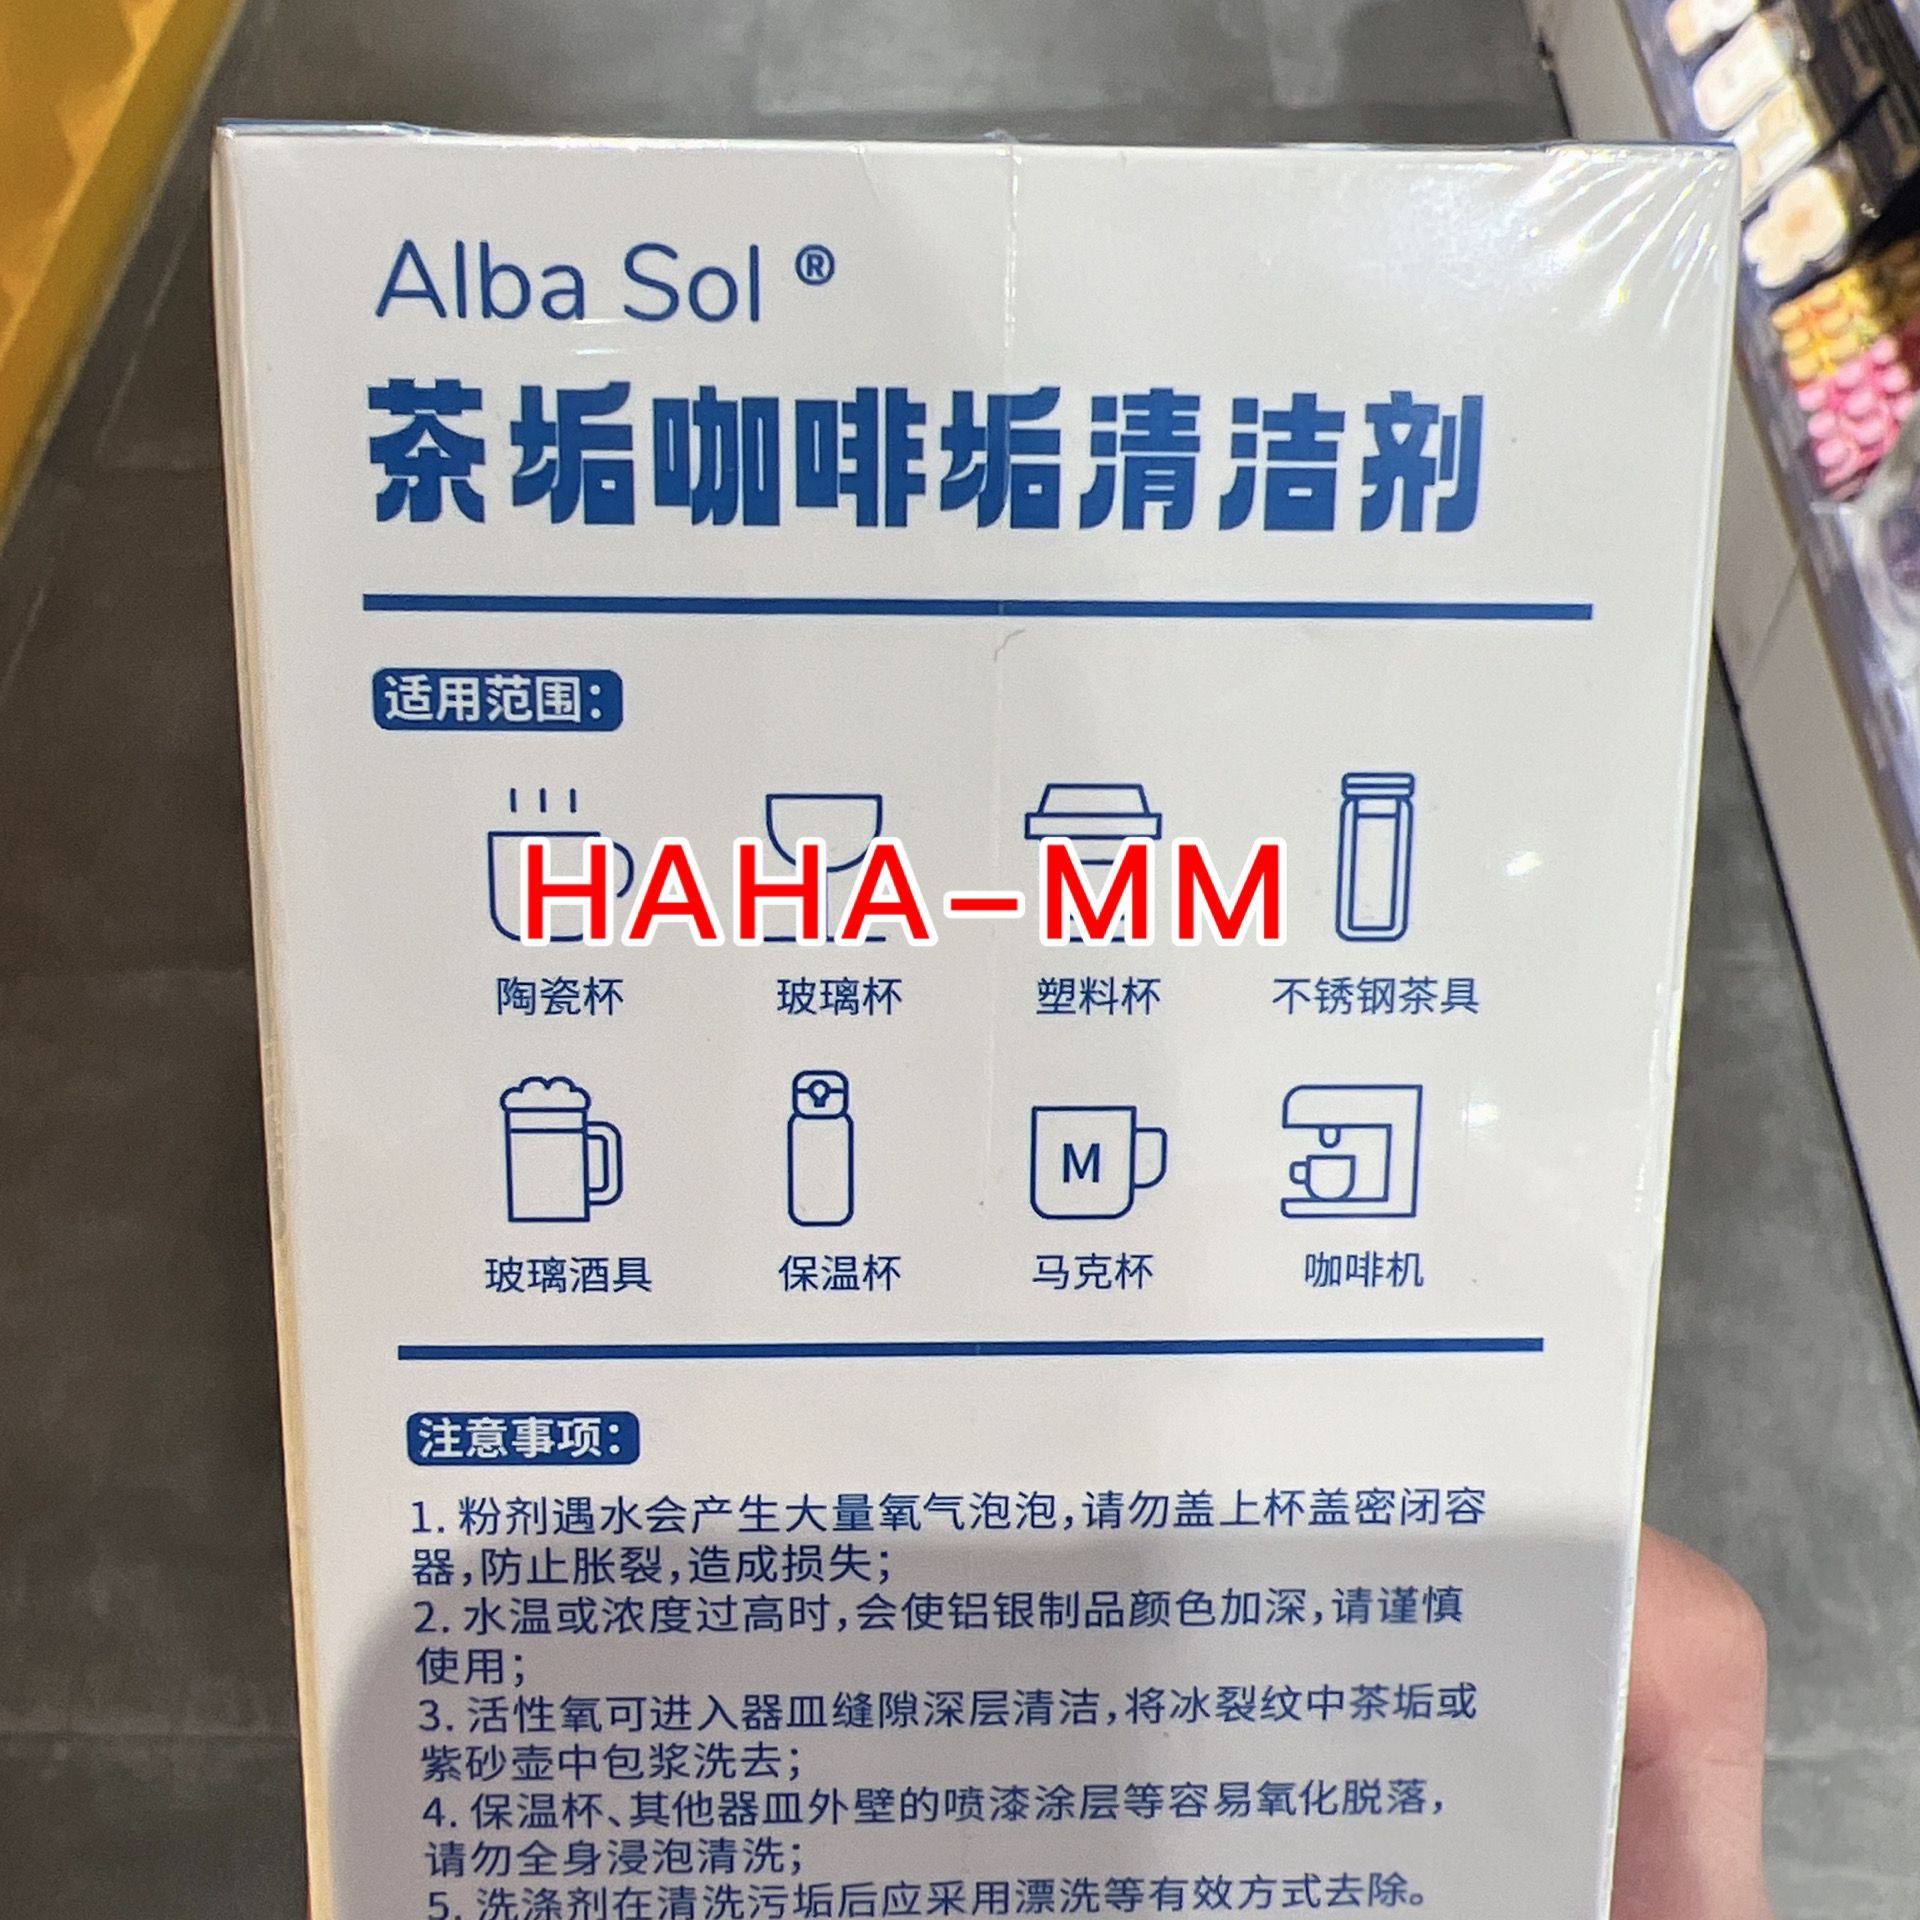 Alba Sol ®
茶垢咖啡垢清洁剂
适用范围：
HAHA-MM
陶瓷杯 玻璃杯 塑料杯 不锈钢茶具
M
玻璃酒具 保温杯 马克杯 咖啡机
注意事项：
1. 粉剂遇水会产生大量氧气泡泡，请勿盖上杯盖密闭容
器，防止胀裂，造成损失；
2. 水温或浓度过高时，会使铝银制品颜色加深，请谨慎
使用；
3. 活性氧可进入器皿缝隙深层清洁，将冰裂纹中茶垢或
紫砂壶中包浆洗去；
4. 保温杯、其他器皿外壁的喷漆涂层等容易氧化脱落，
请勿全身浸泡清洗；
5. 洗涤剂在清洗污垢后应采用漂洗等有效方式去除。